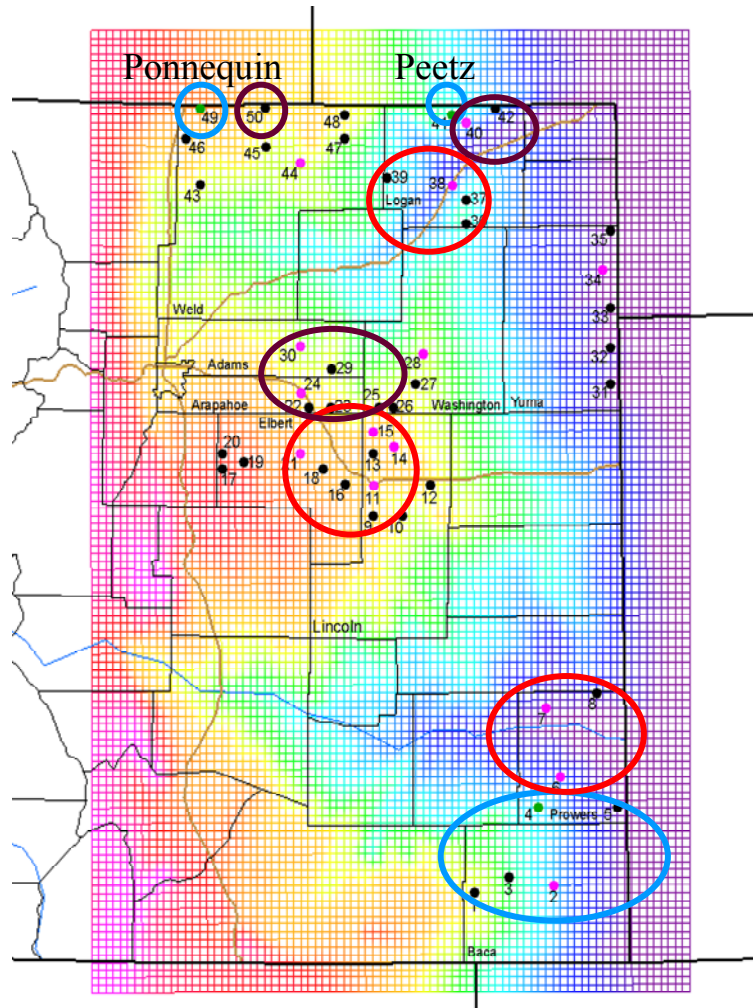 Ponnequin Peetz
49 50 48 41 40 42
46 45 47
44
43 39 38 37
Logan 36
35
34
Weld 33
30 32
Adams 29 28
24 27 31
22 23 25 26 Washington Yuma
Arapahoe
Elbert 15
20 21 13 14
17 19 18
16 11 12
9 10
Lincoln
7 8
6
4 Prowers 5
3 2
Baca